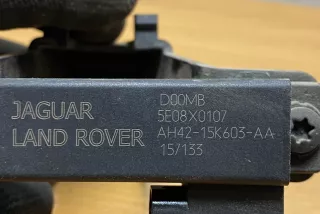 JAGUAR
LAND ROVER
D00MB
5E08X0107
AH42-15K603-AA
15/133